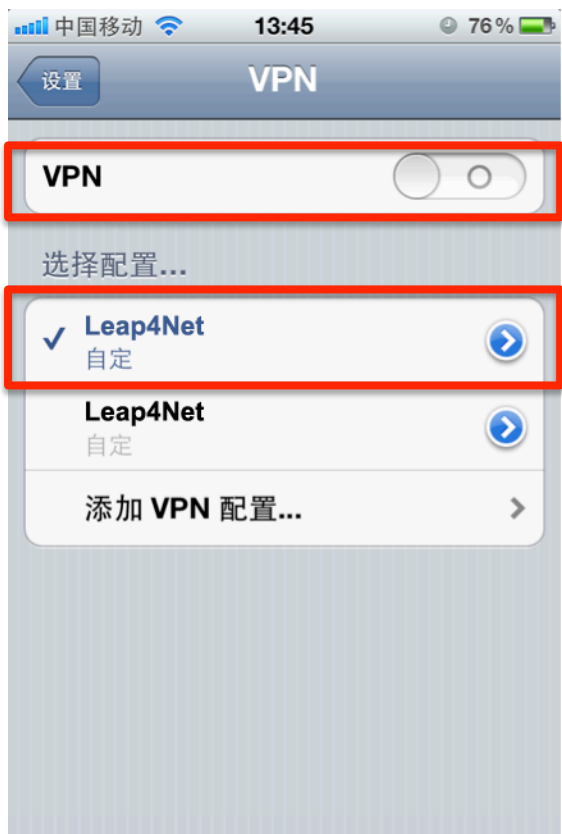 中国移动 13:45 76%
设置 VPN
VPN
选择配置...
Leap4Net
自定
Leap4Net
自定
添加 VPN 配置...